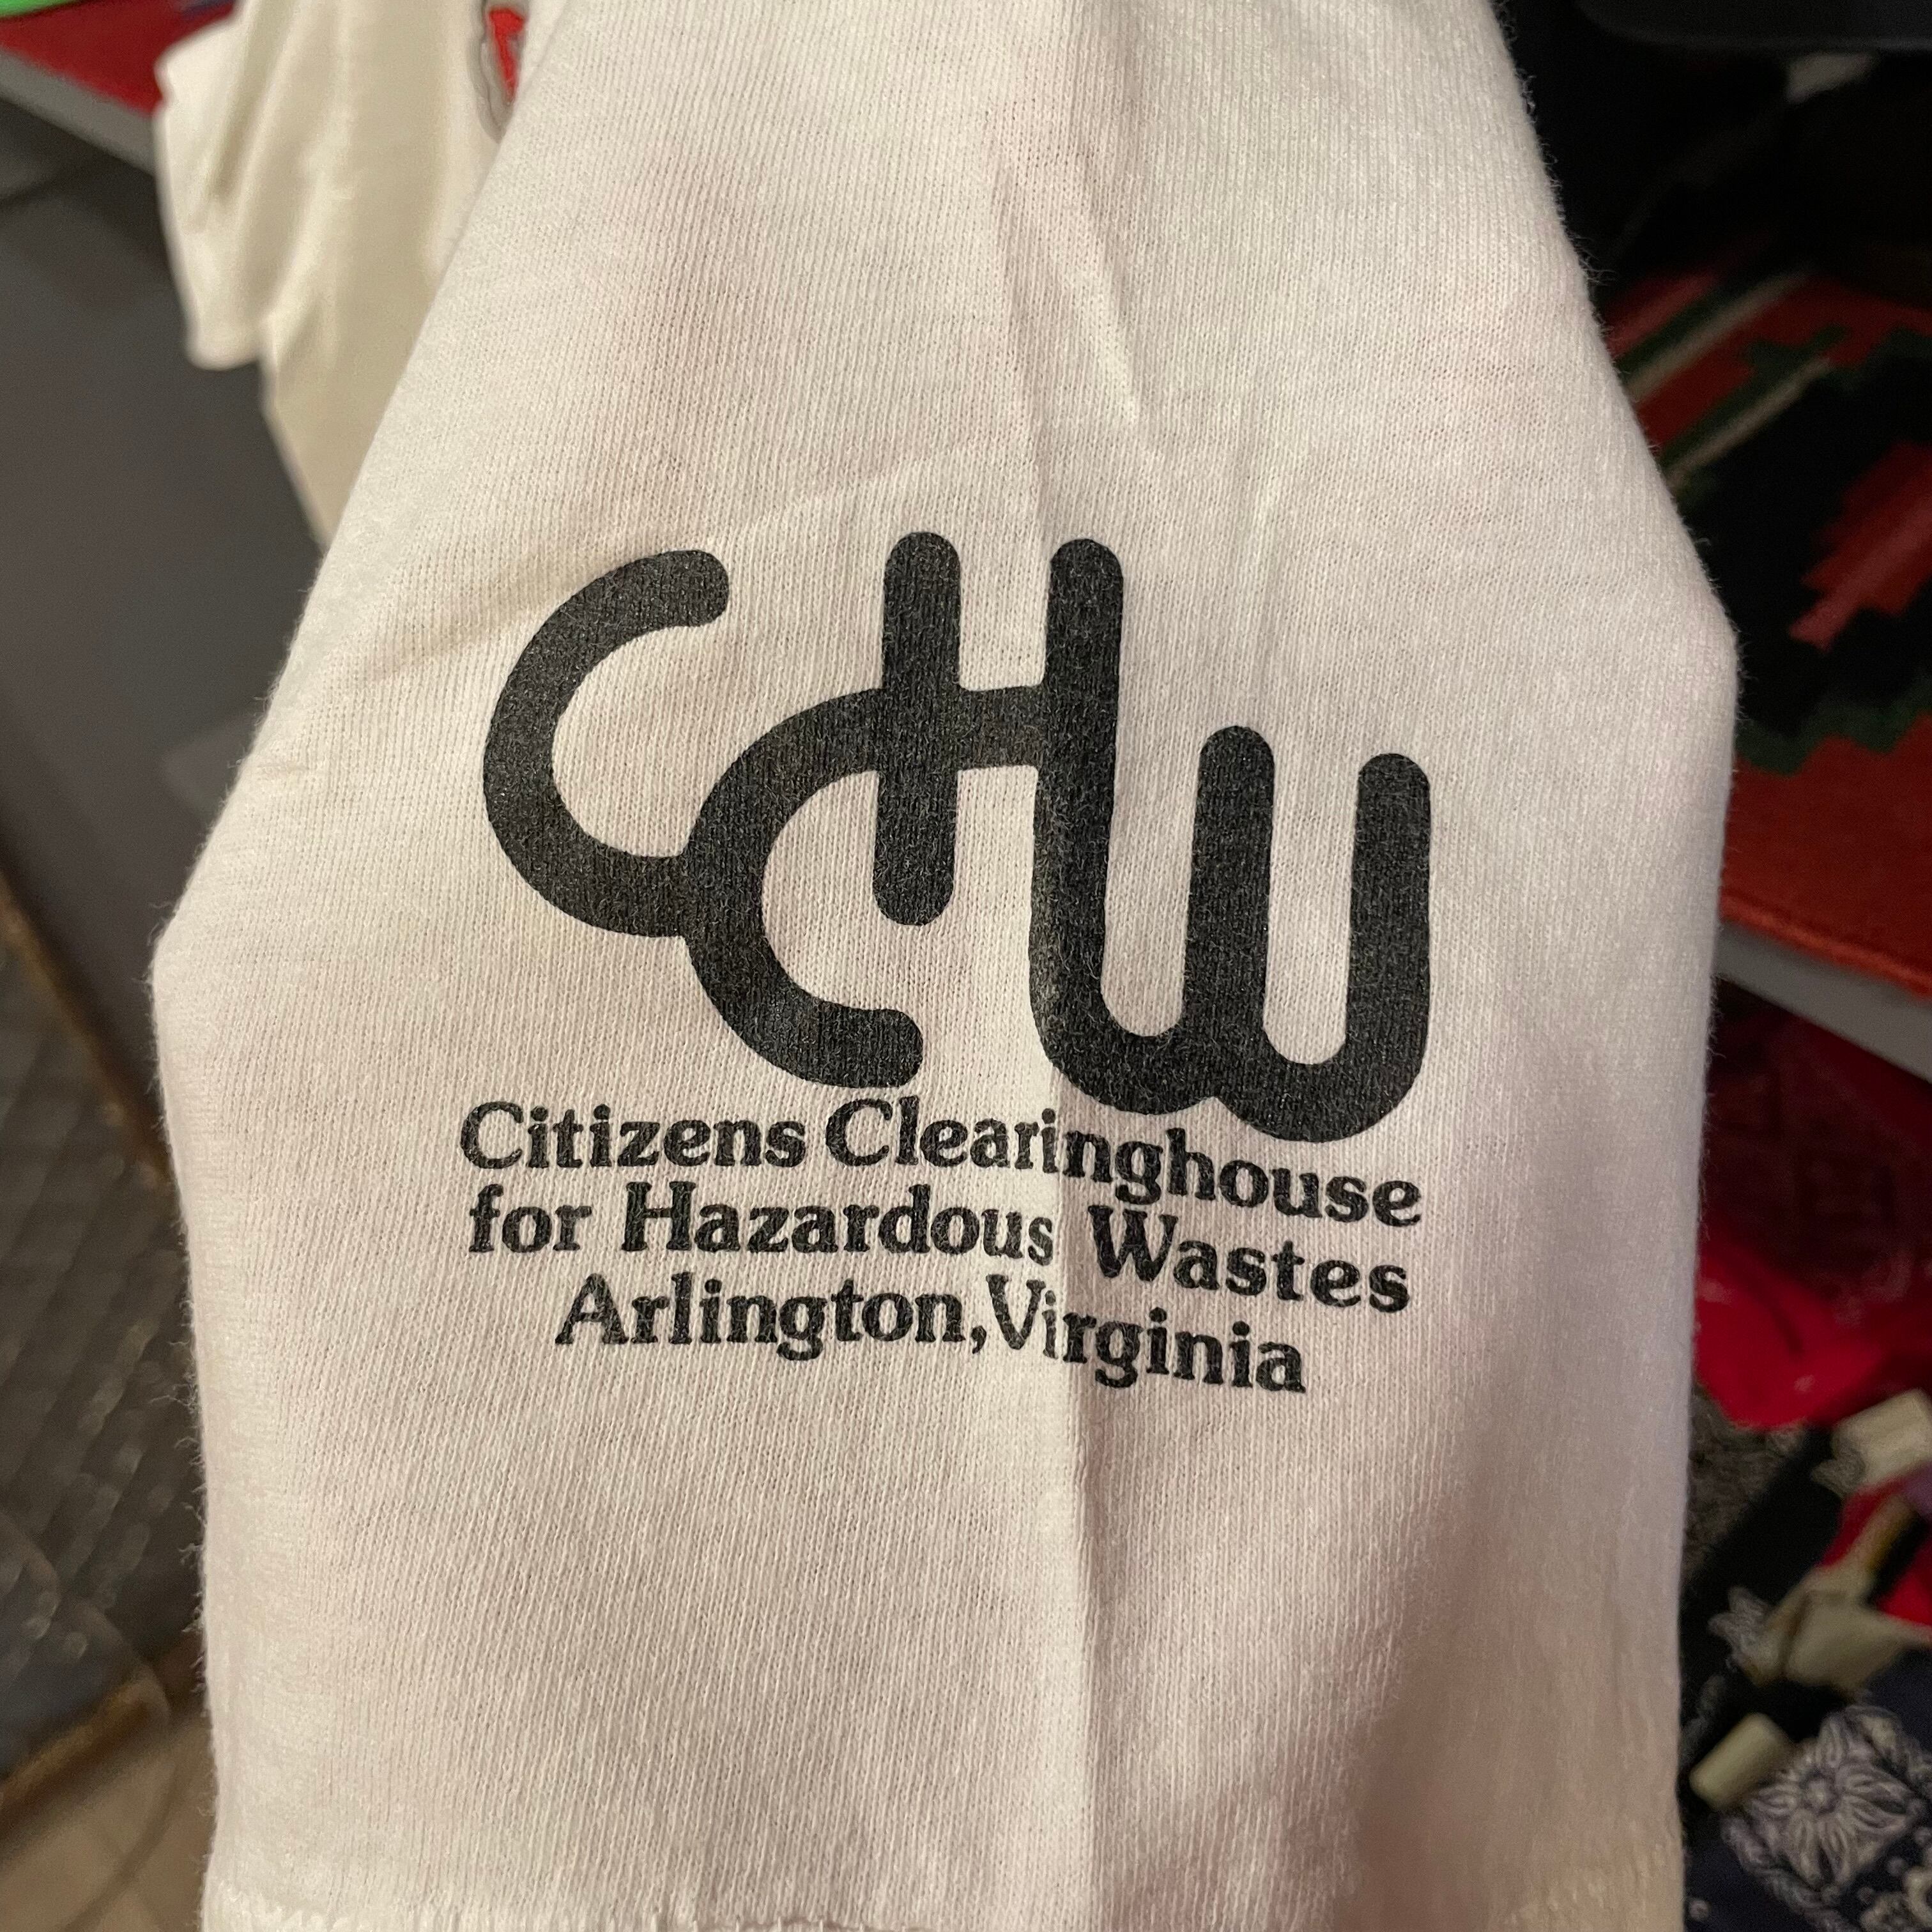 CCHW
Citizens Clearinghouse
for Hazardous Wastes
Arlington, Virginia